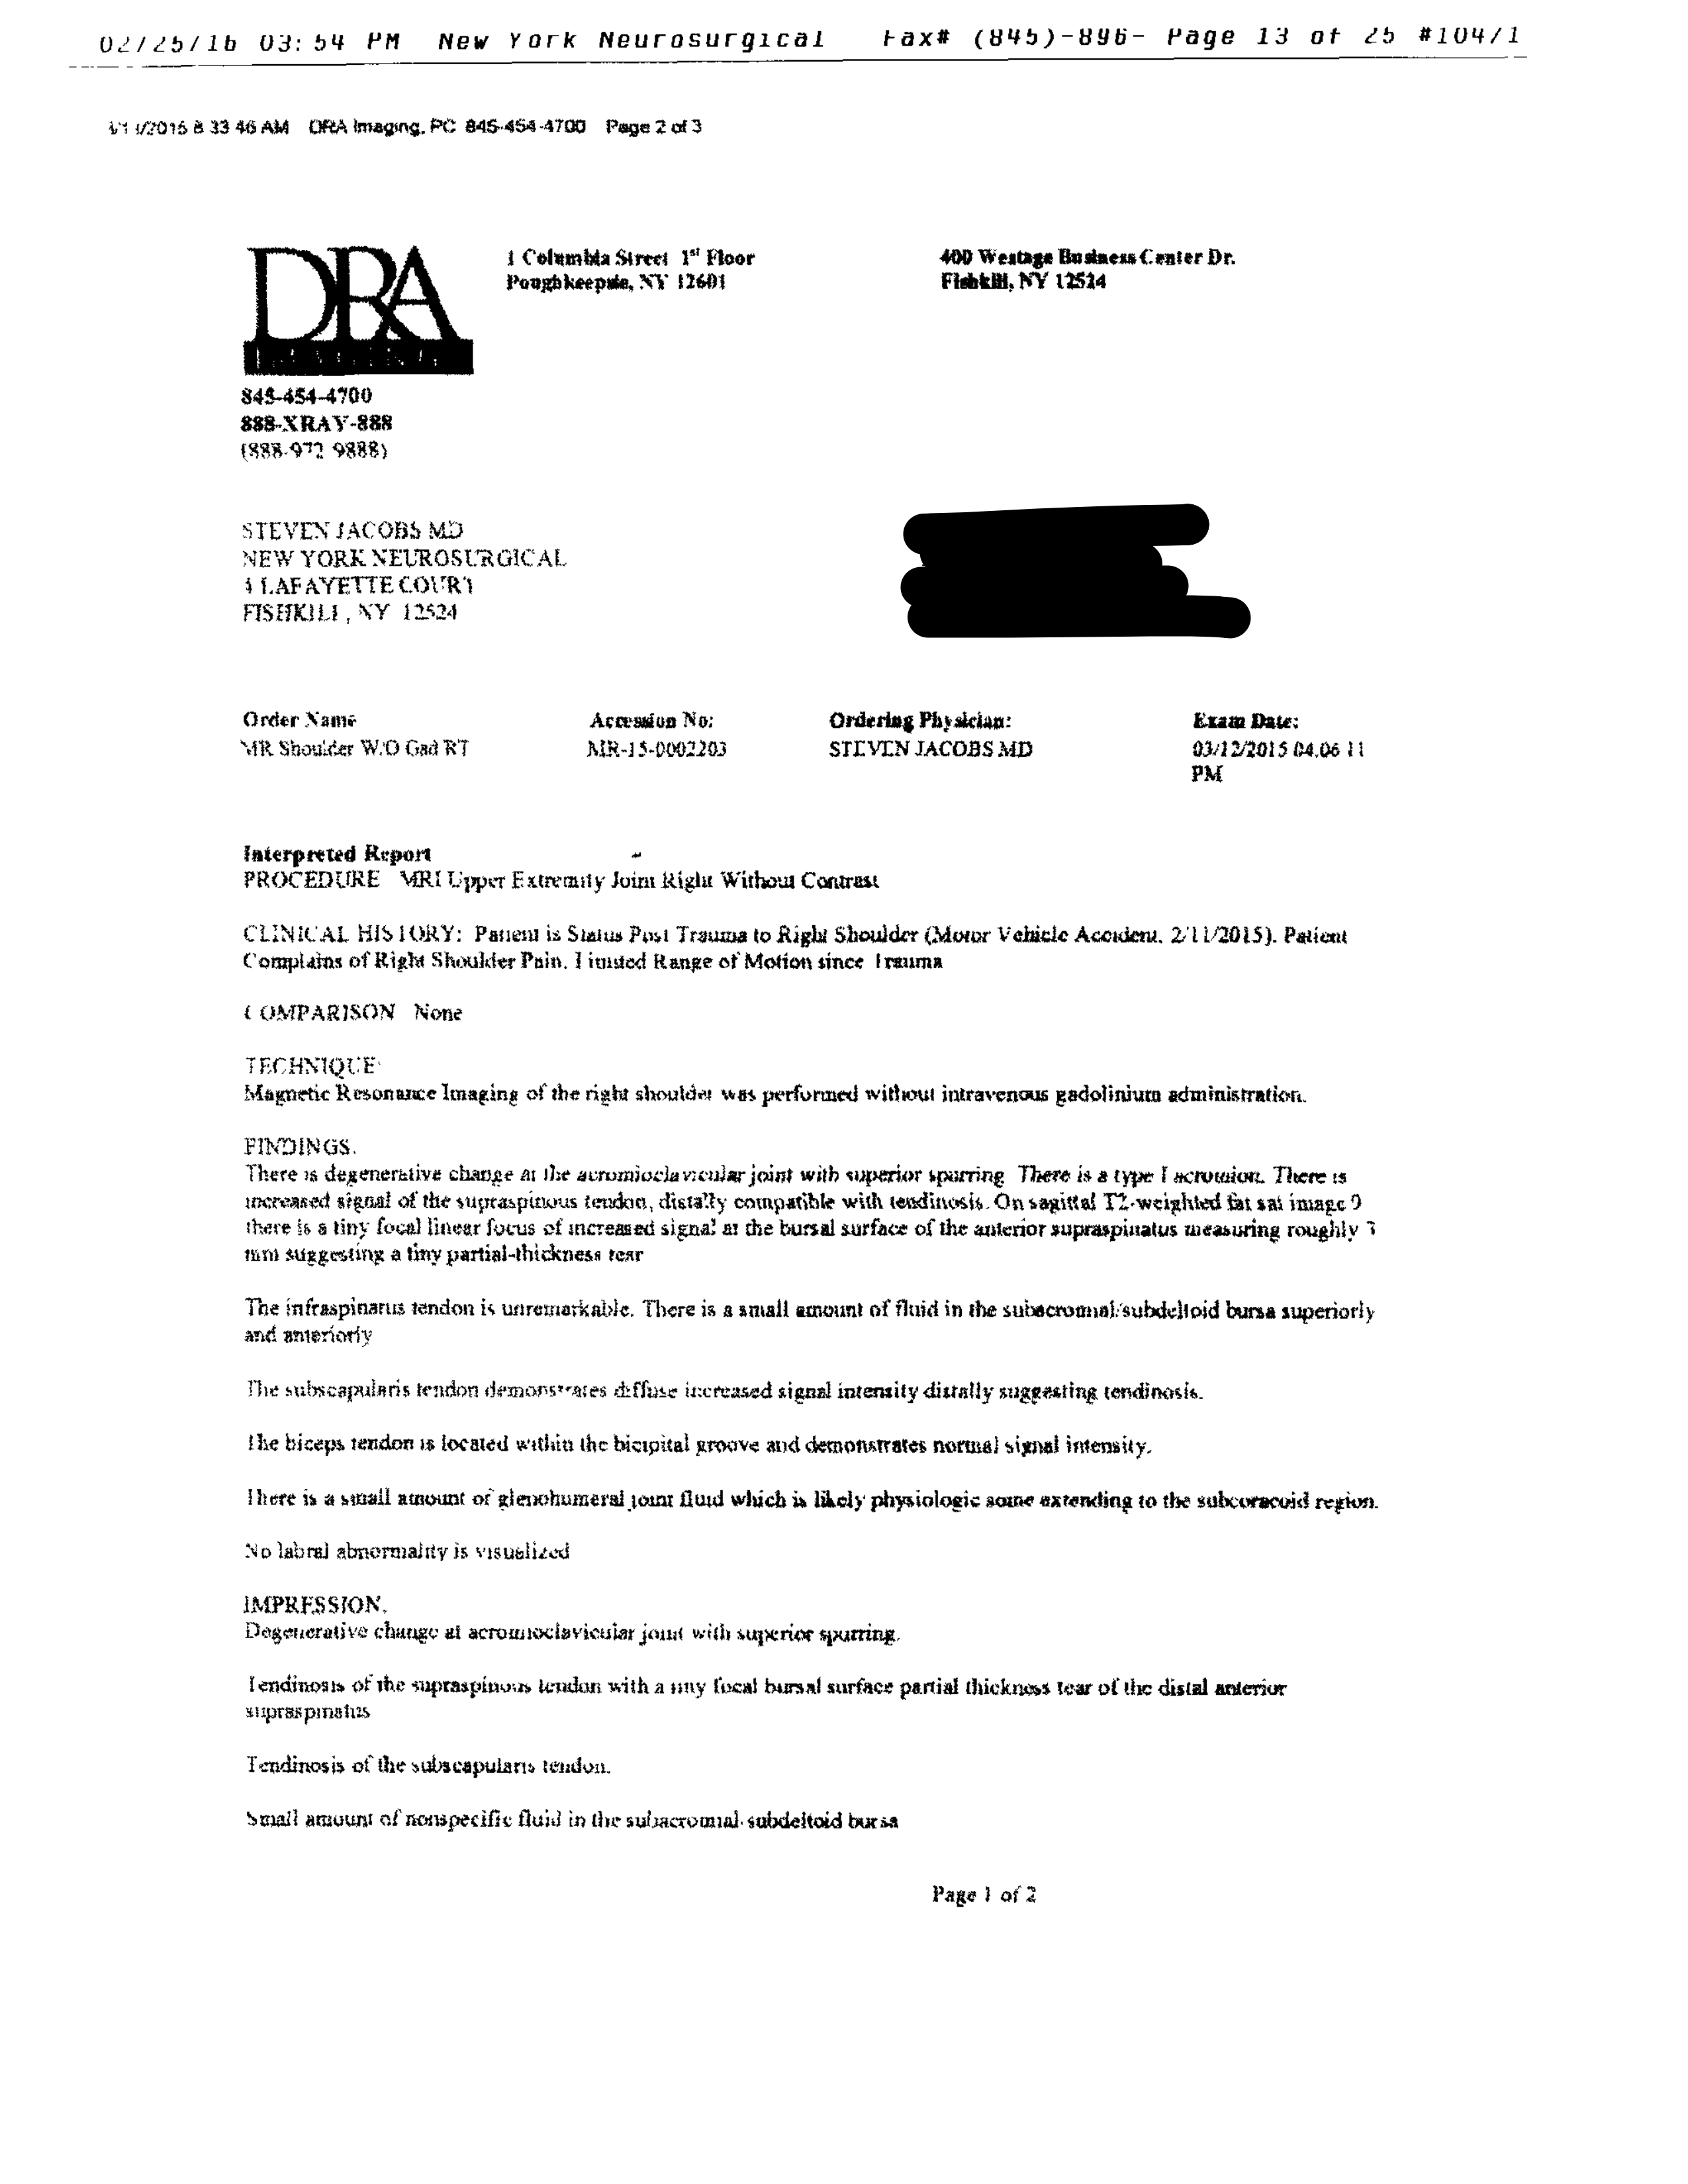 02/25/16 03:54 PM New York Neurosurgical Fax# (845)-896- Page 13 of 25 #104/1
/2015 8 33 46 AM DRA Imaging, PC 845-454-4700 Page 2 of 3
DRA
1 Columbia Street 1st Floor
Poughkeepsie, NY 12601
400 Westage Business Center Dr.
Fishkill, NY 12524
845-454-4700
888-XRAY-888
(888-972 9888)
STEVEN JACOBS MD
NEW YORK NEUROSURGICAL
4 LAFAYETTE COURT
FISHKILL, NY 12524
Order Name Accession No: Ordering Physician: Exam Date:
MR Shoulder W/O Gad RT MR-15-0002203 STEVEN JACOBS MD 03/12/2015 04.06 11
PM
Interpreted Report
PROCEDURE MRI Upper Extremity Joint Right Without Contrast
CLINICAL HISTORY: Patient is Status Post Trauma to Right Shoulder (Motor Vehicle Accident, 2/11/2015). Patient
Complains of Right Shoulder Pain. Limited Range of Motion since Trauma
COMPARISON None
TECHNIQUE:
Magnetic Resonance Imaging of the right shoulder was performed without intravenous gadolinium administration.
FINDINGS.
There is degenerative change at the acromioclavicular joint with superior spurring There is a type I acromion. There is
increased signal of the supraspinous tendon, distally compatible with tendinosis. On sagittal T2-weighted fat sat image 9
there is a tiny focal linear focus of increased signal at the bursal surface of the anterior supraspinatus measuring roughly 3
mm suggesting a tiny partial-thickness tear
The infraspinatus tendon is unremarkable. There is a small amount of fluid in the subacromial/subdeltoid bursa superiorly
and anteriorly
The subscapularis tendon demonstrates diffuse increased signal intensity distally suggesting tendinosis.
The biceps tendon is located within the bicipital groove and demonstrates normal signal intensity.
There is a small amount of glenohumeral joint fluid which is likely physiologic some extending to the subcoracoid region.
No labral abnormality is visualized
IMPRESSION.
Degenerative change at acromioclavicular joint with superior spurring.
Tendinosis of the supraspinous tendon with a tiny focal bursal surface partial thickness tear of the distal anterior
supraspinatus
Tendinosis of the subscapularis tendon.
Small amount of nonspecific fluid in the subacromial-subdeltoid bursa
Page 1 of 2